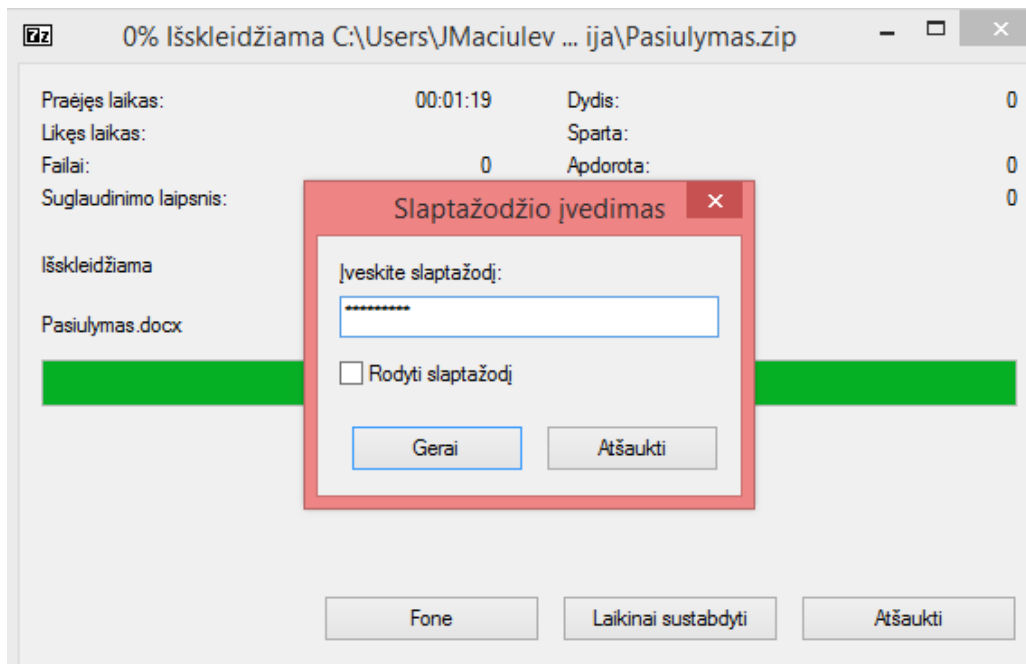 7z 0% Išskleidžiama C:\Users\JMaciulev ... ija\Pasiulymas.zip
Praėjęs laikas: 00:01:19 Dydis: 0
Likęs laikas: Sparta:
Failai: 0 Apdorota: 0
Suglaudinimo laipsnis: 0
Slaptažodžio įvedimas
Išskleidžiama
Įveskite slaptažodį:
*********
Pasiulymas.docx
Rodyti slaptažodį
Gerai Atšaukti
Fone Laikinai sustabdyti Atšaukti